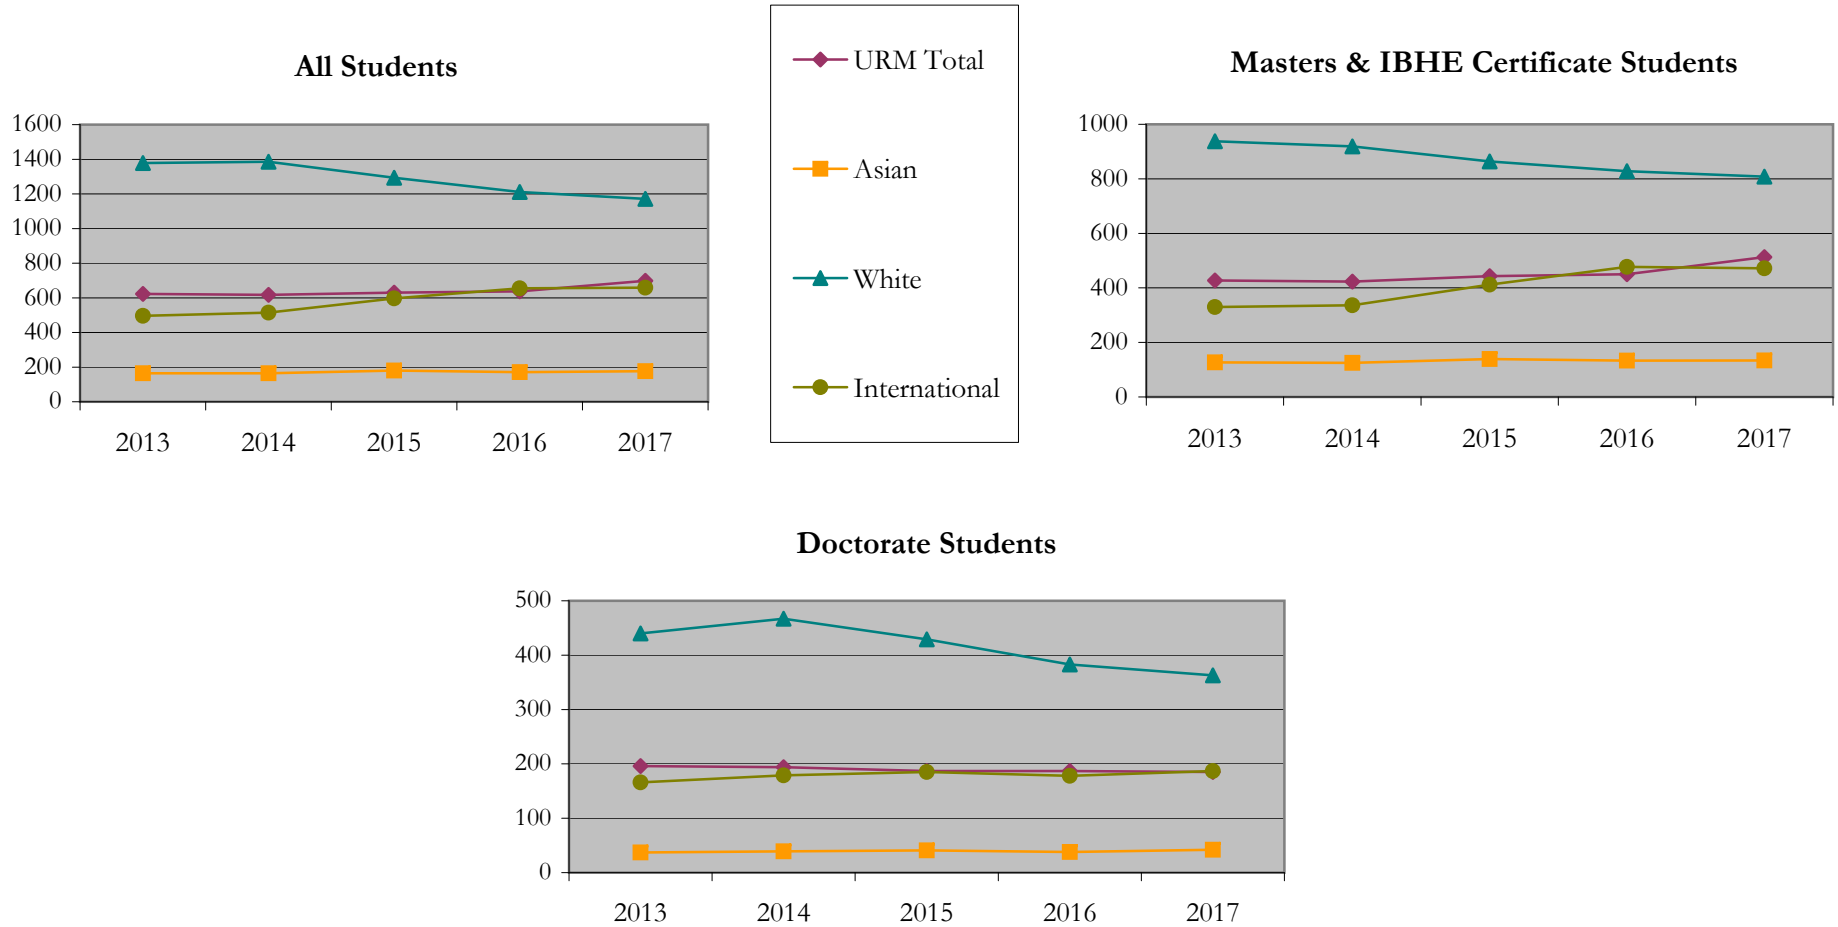 All Students
1600
1400
1200
1000
800
600
400
200
0
2013 2014 2015 2016 2017
URM Total
Asian
White
International
Masters & IBHE Certificate Students
1000
800
600
400
200
0
2013 2014 2015 2016 2017
Doctorate Students
500
400
300
200
100
0
2013 2014 2015 2016 2017